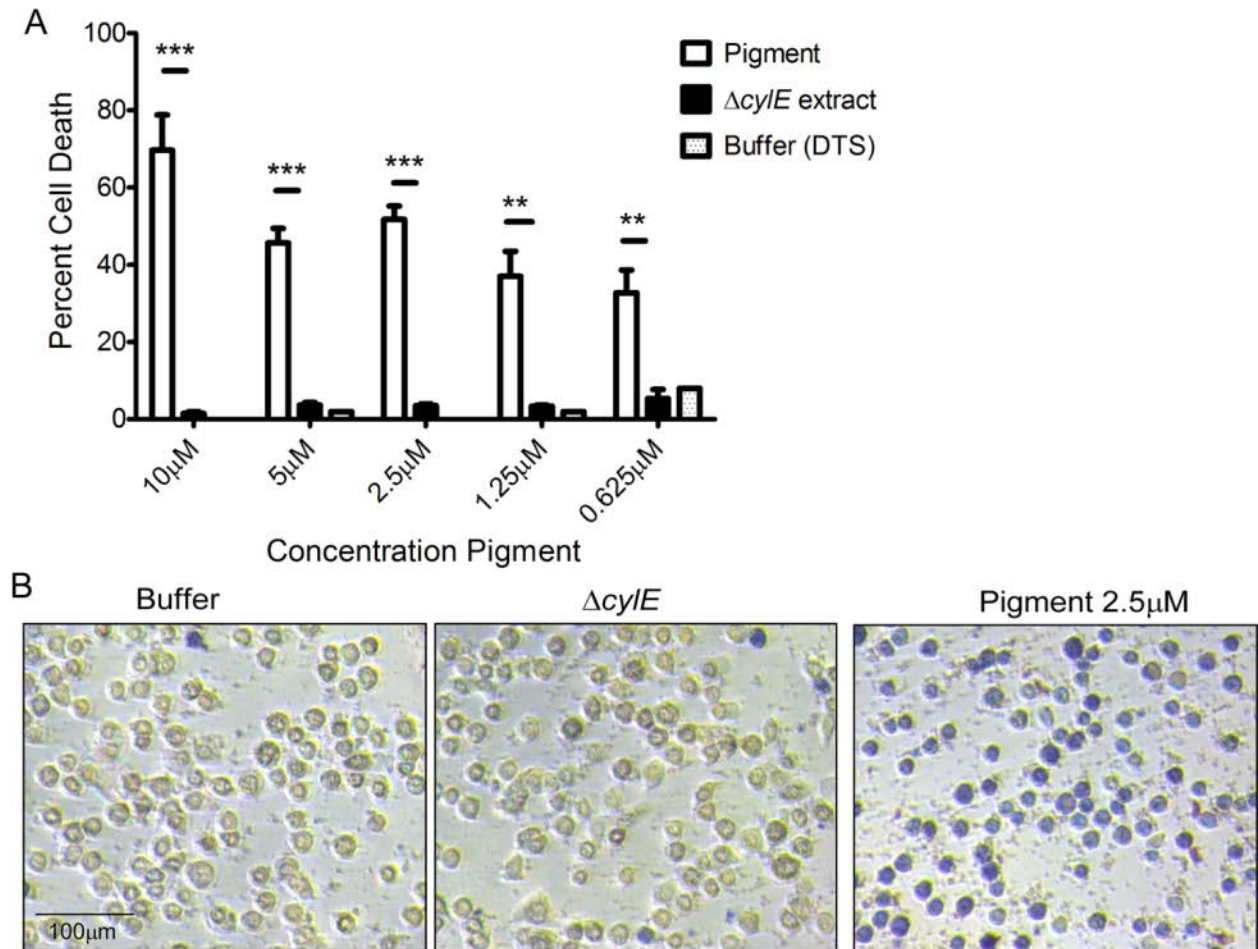 A
100
80
60
40
20
0
Percent Cell Death
***
***
***
**
**
Pigment
ΔcylE extract
Buffer (DTS)
10μM
5μM
2.5μM
1.25μM
0.625μM
Concentration Pigment
B
Buffer
ΔcylE
Pigment 2.5μM
100μm